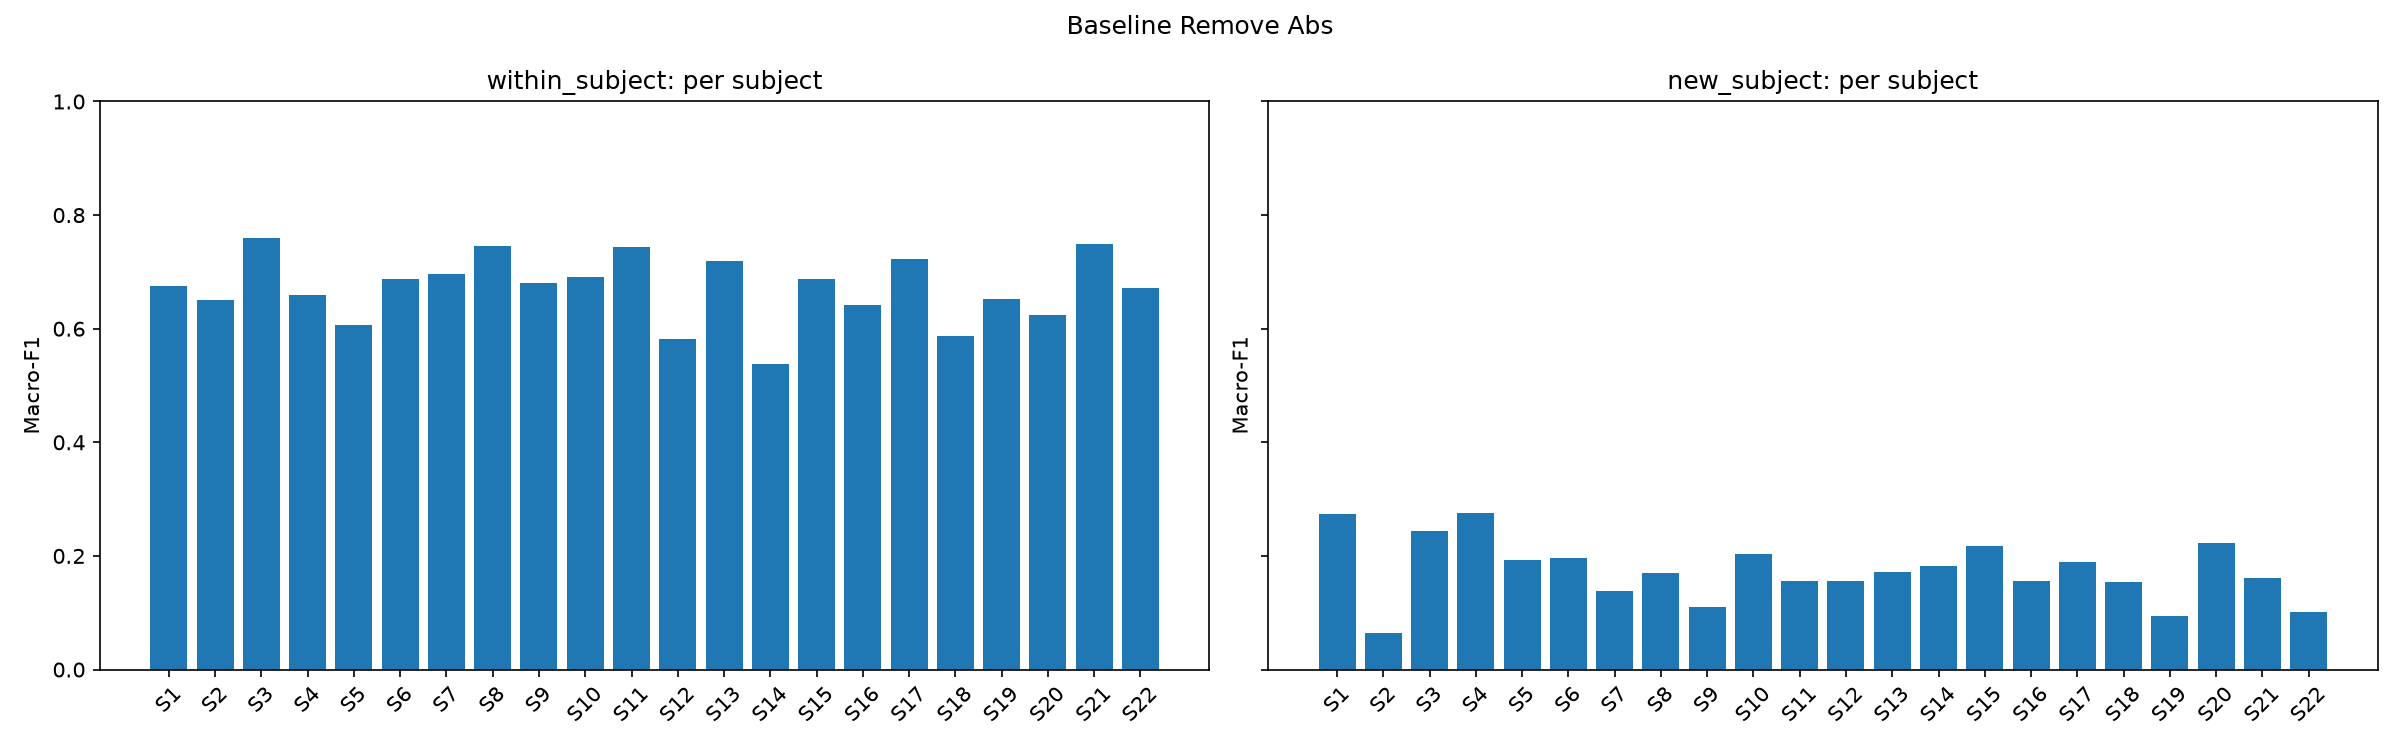 Baseline Remove Abs
within_subject: per subject
Macro-F1
1.0
0.8
0.6
0.4
0.2
0.0
S1 S2 S3 S4 S5 S6 S7 S8 S9 S10 S11 S12 S13 S14 S15 S16 S17 S18 S19 S20 S21 S22
new_subject: per subject
Macro-F1
S1 S2 S3 S4 S5 S6 S7 S8 S9 S10 S11 S12 S13 S14 S15 S16 S17 S18 S19 S20 S21 S22